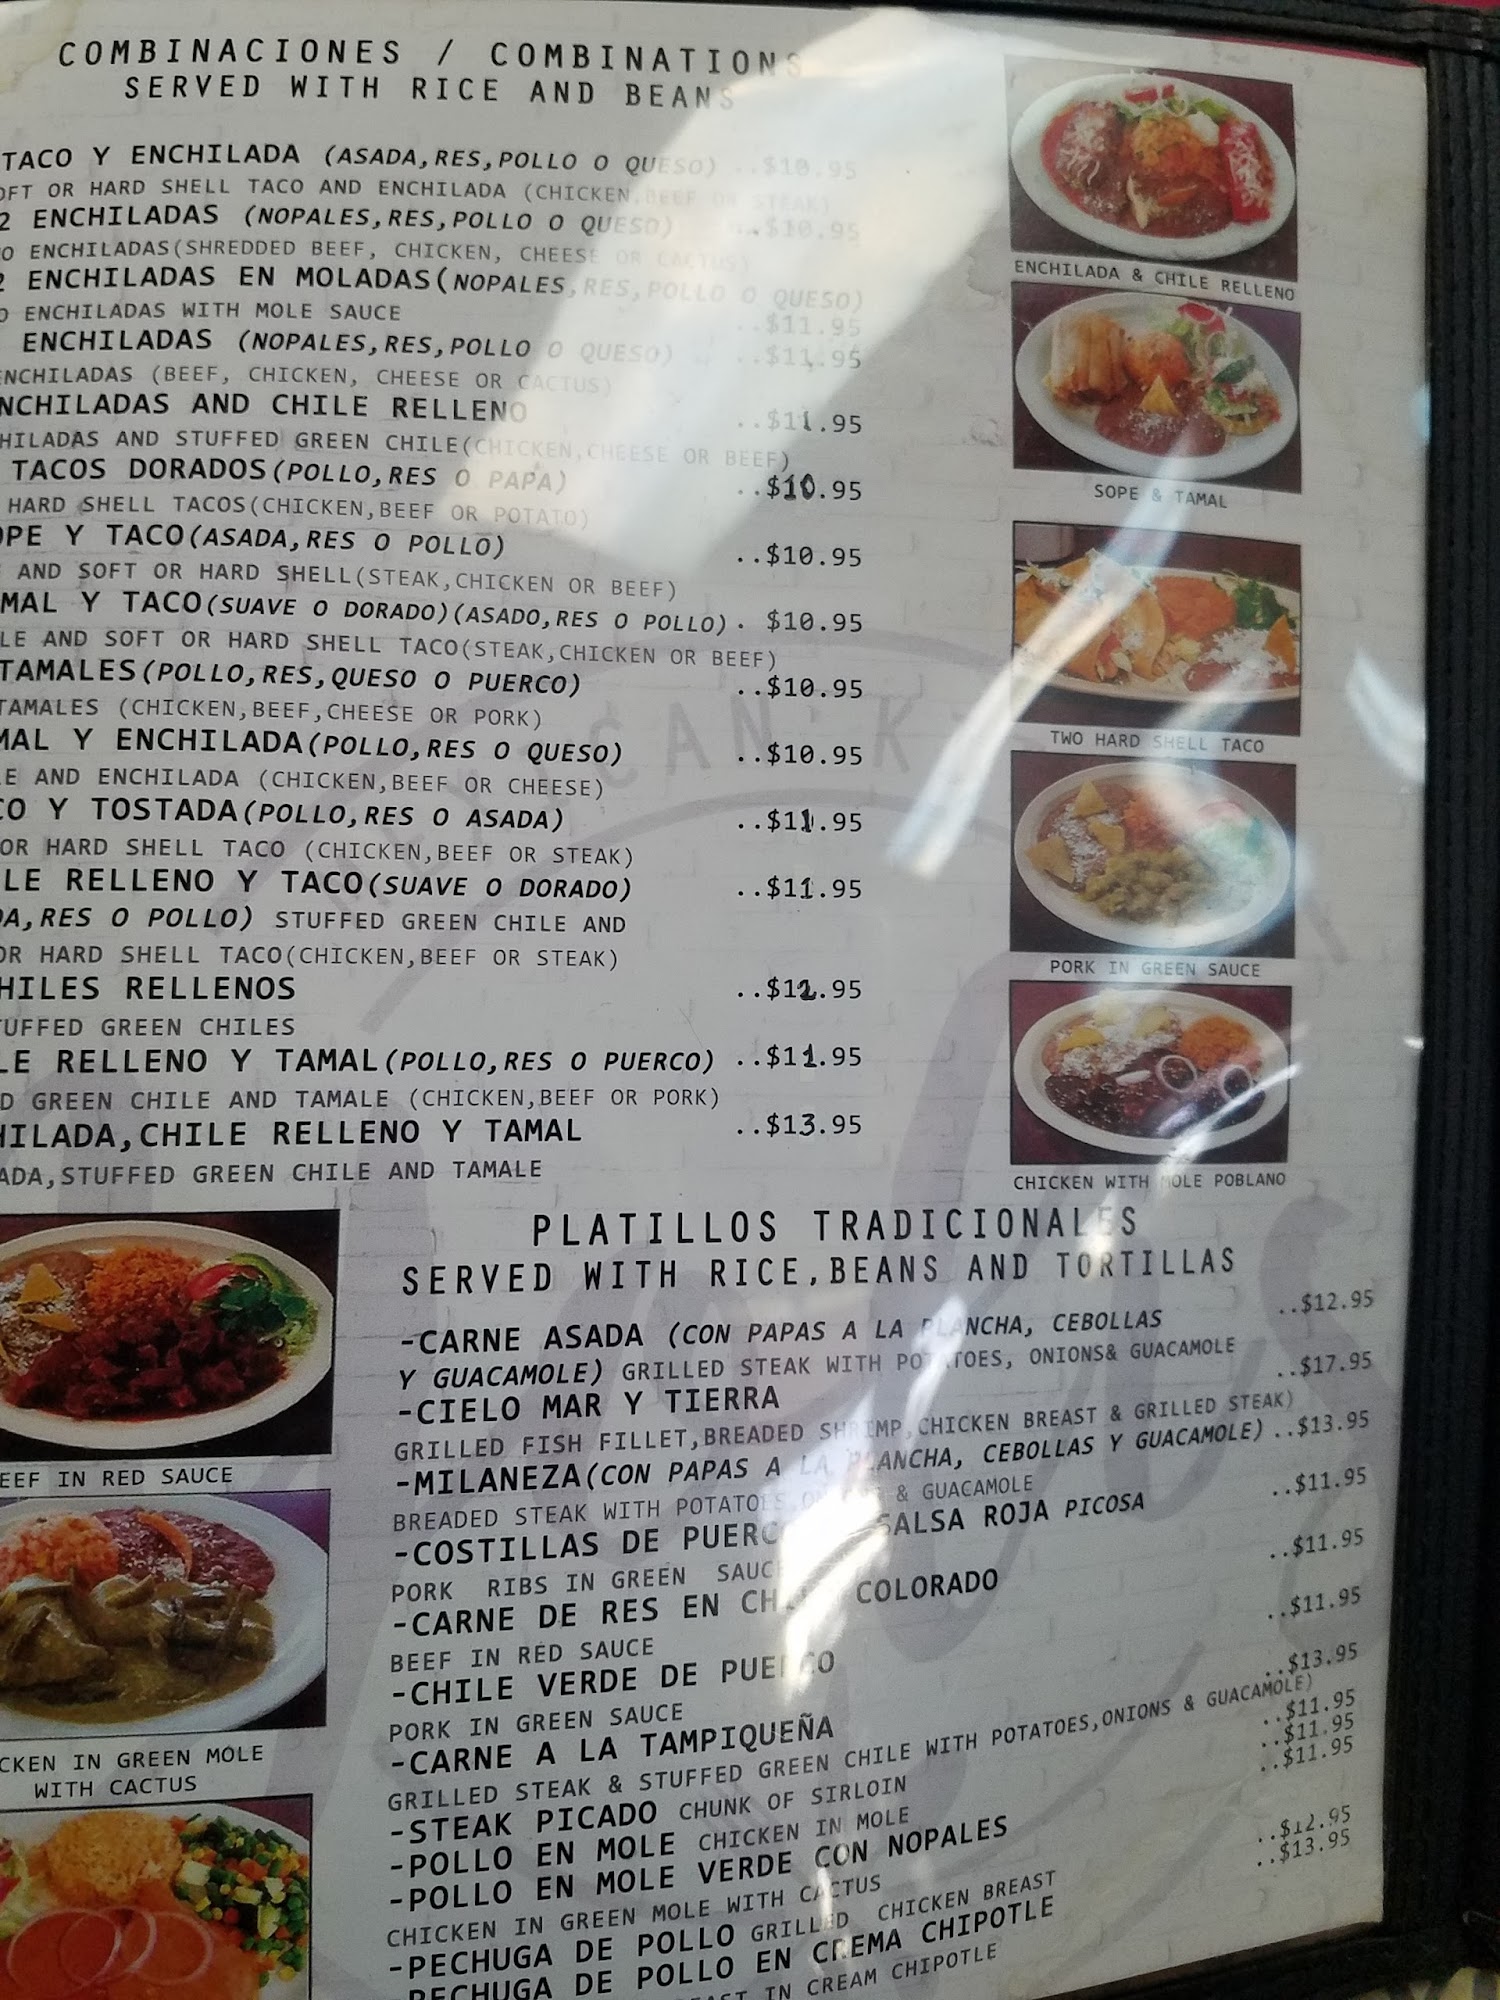 COMBINACIONES / COMBINATIONS
SERVED WITH RICE AND BEANS
TACO Y ENCHILADA (ASADA,RES,POLLO O QUESO) ..$10.95
OFT OR HARD SHELL TACO AND ENCHILADA (CHICKEN,BEEF OR STEAK)
2 ENCHILADAS (NOPALES,RES,POLLO O QUESO) ..$10.95
O ENCHILADAS(SHREDDED BEEF, CHICKEN, CHEESE OR CACTUS)
2 ENCHILADAS EN MOLADAS(NOPALES,RES,POLLO O QUESO)
O ENCHILADAS WITH MOLE SAUCE ..$11.95
ENCHILADAS (NOPALES,RES,POLLO O QUESO) ..$11.95
ENCHILADAS (BEEF, CHICKEN, CHEESE OR CACTUS)
NCHILADAS AND CHILE RELLENO ..$11.95
HILADAS AND STUFFED GREEN CHILE(CHICKEN,CHEESE OR BEEF)
TACOS DORADOS(POLLO,RES O PAPA) ..$10.95
HARD SHELL TACOS(CHICKEN,BEEF OR POTATO)
OPE Y TACO(ASADA,RES O POLLO) ..$10.95
AND SOFT OR HARD SHELL(STEAK,CHICKEN OR BEEF)
MAL Y TACO(SUAVE O DORADO)(ASADO,RES O POLLO). $10.95
LE AND SOFT OR HARD SHELL TACO(STEAK,CHICKEN OR BEEF)
TAMALES(POLLO,RES,QUESO O PUERCO) ..$10.95
TAMALES (CHICKEN,BEEF,CHEESE OR PORK)
MAL Y ENCHILADA(POLLO,RES O QUESO) ..$10.95
LE AND ENCHILADA (CHICKEN,BEEF OR CHEESE)
CO Y TOSTADA(POLLO,RES O ASADA) ..$11.95
OR HARD SHELL TACO (CHICKEN,BEEF OR STEAK)
LE RELLENO Y TACO(SUAVE O DORADO) ..$11.95
DA,RES O POLLO) STUFFED GREEN CHILE AND
OR HARD SHELL TACO(CHICKEN,BEEF OR STEAK)
HILES RELLENOS ..$12.95
TUFFED GREEN CHILES
LE RELLENO Y TAMAL(POLLO,RES O PUERCO) ..$11.95
D GREEN CHILE AND TAMALE (CHICKEN,BEEF OR PORK)
HILADA,CHILE RELLENO Y TAMAL ..$13.95
ADA,STUFFED GREEN CHILE AND TAMALE
ENCHILADA & CHILE RELLENO
SOPE & TAMAL
TWO HARD SHELL TACO
PORK IN GREEN SAUCE
CHICKEN WITH MOLE POBLANO
EEF IN RED SAUCE
CKEN IN GREEN MOLE
WITH CACTUS
PLATILLOS TRADICIONALES
SERVED WITH RICE,BEANS AND TORTILLAS
-CARNE ASADA (CON PAPAS A LA PLANCHA, CEBOLLAS ..$12.95
Y GUACAMOLE) GRILLED STEAK WITH POTATOES, ONIONS& GUACAMOLE
-CIELO MAR Y TIERRA ..$17.95
GRILLED FISH FILLET,BREADED SHRIMP,CHICKEN BREAST & GRILLED STEAK)
-MILANEZA(CON PAPAS A LA PLANCHA, CEBOLLAS Y GUACAMOLE) ..$13.95
BREADED STEAK WITH POTATOES & GUACAMOLE
-COSTILLAS DE PUERCO SALSA ROJA PICOSA ..$11.95
PORK RIBS IN GREEN SAUC
-CARNE DE RES EN CH COLORADO ..$11.95
BEEF IN RED SAUCE
-CHILE VERDE DE PUERCO ..$11.95
PORK IN GREEN SAUCE
-CARNE A LA TAMPIQUEÑA ..$13.95
GRILLED STEAK & STUFFED GREEN CHILE WITH POTATOES,ONIONS & GUACAMOLE)
-STEAK PICADO CHUNK OF SIRLOIN ..$11.95
-POLLO EN MOLE CHICKEN IN MOLE ..$11.95
-POLLO EN MOLE VERDE CON NOPALES ..$11.95
CHICKEN IN GREEN MOLE WITH CACTUS
-PECHUGA DE POLLO GRILLED CHICKEN BREAST ..$12.95
-PECHUGA DE POLLO EN CREMA CHIPOTLE ..$13.95
EAST IN CREAM CHIPOTLE